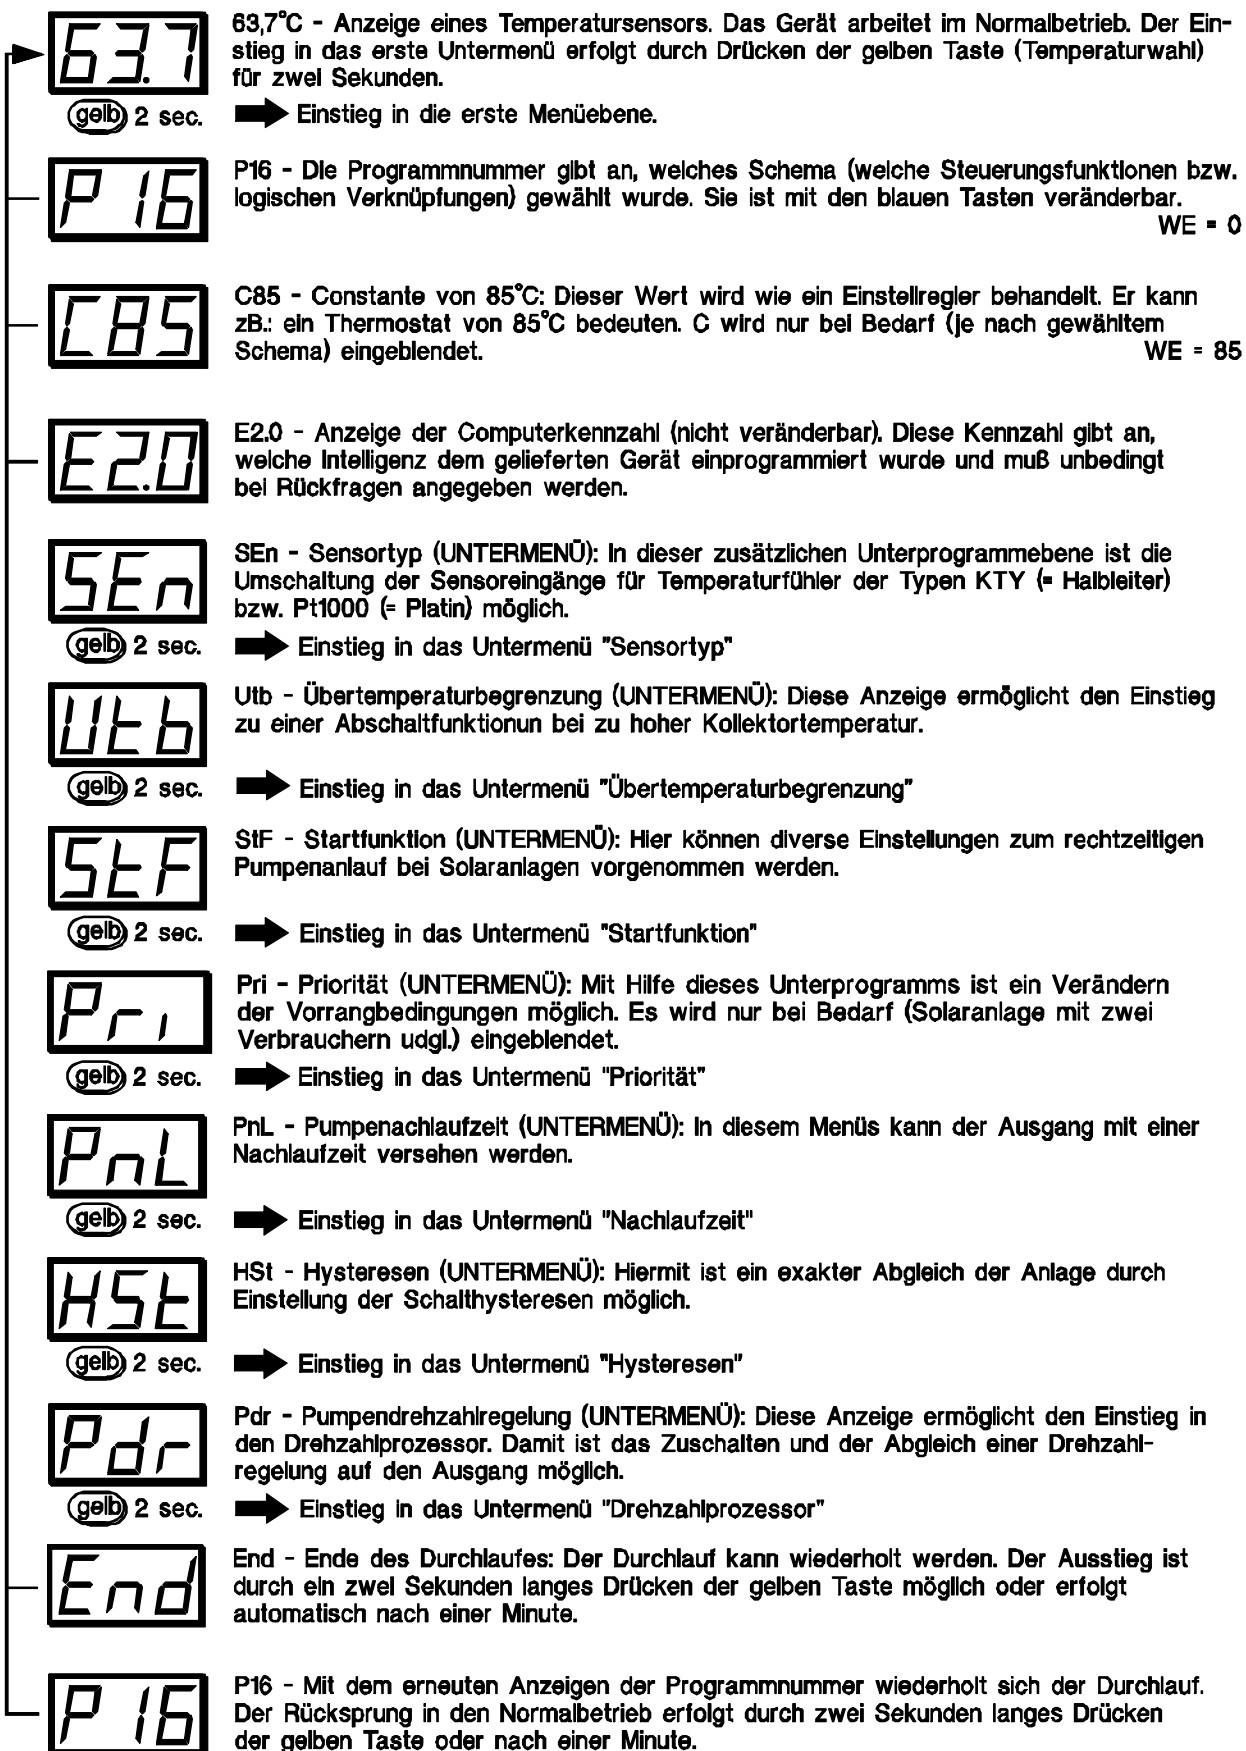 63.7
63,7°C - Anzeige eines Temperatursensors. Das Gerät arbeitet im Normalbetrieb. Der Ein-
stieg in das erste Untermenü erfolgt durch Drücken der gelben Taste (Temperaturwahl)
für zwei Sekunden.
gelb 2 sec.
Einstieg in die erste Menüebene.
P16
P16 - Die Programmnummer gibt an, welches Schema (welche Steuerungsfunktionen bzw.
logischen Verknüpfungen) gewählt wurde. Sie ist mit den blauen Tasten veränderbar.
WE = 0
C85
C85 - Constante von 85°C: Dieser Wert wird wie ein Einstellregler behandelt. Er kann
zB.: ein Thermostat von 85°C bedeuten. C wird nur bei Bedarf (je nach gewähltem
Schema) eingeblendet. WE = 85
E2.0
E2.0 - Anzeige der Computerkennzahl (nicht veränderbar). Diese Kennzahl gibt an,
welche Intelligenz dem gelieferten Gerät einprogrammiert wurde und muß unbedingt
bei Rückfragen angegeben werden.
SEn
SEn - Sensortyp (UNTERMENÜ): In dieser zusätzlichen Unterprogrammebene ist die
Umschaltung der Sensoreingänge für Temperaturfühler der Typen KTY (= Halbleiter)
bzw. Pt1000 (= Platin) möglich.
gelb 2 sec.
Einstieg in das Untermenü "Sensortyp"
Utb
Utb - Übertemperaturbegrenzung (UNTERMENÜ): Diese Anzeige ermöglicht den Einstieg
zu einer Abschaltfunktionun bei zu hoher Kollektortemperatur.
gelb 2 sec.
Einstieg in das Untermenü "Übertemperaturbegrenzung"
StF
StF - Startfunktion (UNTERMENÜ): Hier können diverse Einstellungen zum rechtzeitigen
Pumpenanlauf bei Solaranlagen vorgenommen werden.
gelb 2 sec.
Einstieg in das Untermenü "Startfunktion"
Pri
Pri - Priorität (UNTERMENÜ): Mit Hilfe dieses Unterprogramms ist ein Verändern
der Vorrangbedingungen möglich. Es wird nur bei Bedarf (Solaranlage mit zwei
Verbrauchern udgl.) eingeblendet.
gelb 2 sec.
Einstieg in das Untermenü "Priorität"
PnL
PnL - Pumpenachlaufzeit (UNTERMENÜ): In diesem Menüs kann der Ausgang mit einer
Nachlaufzeit versehen werden.
gelb 2 sec.
Einstieg in das Untermenü "Nachlaufzeit"
HSt
HSt - Hysteresen (UNTERMENÜ): Hiermit ist ein exakter Abgleich der Anlage durch
Einstellung der Schalthysteresen möglich.
gelb 2 sec.
Einstieg in das Untermenü "Hysteresen"
Pdr
Pdr - Pumpendrehzahlregelung (UNTERMENÜ): Diese Anzeige ermöglicht den Einstieg in
den Drehzahlprozessor. Damit ist das Zuschalten und der Abgleich einer Drehzahl-
regelung auf den Ausgang möglich.
gelb 2 sec.
Einstieg in das Untermenü "Drehzahlprozessor"
End
End - Ende des Durchlaufes: Der Durchlauf kann wiederholt werden. Der Ausstieg ist
durch ein zwei Sekunden langes Drücken der gelben Taste möglich oder erfolgt
automatisch nach einer Minute.
P16
P16 - Mit dem erneuten Anzeigen der Programmnummer wiederholt sich der Durchlauf.
Der Rücksprung in den Normalbetrieb erfolgt durch zwei Sekunden langes Drücken
der gelben Taste oder nach einer Minute.